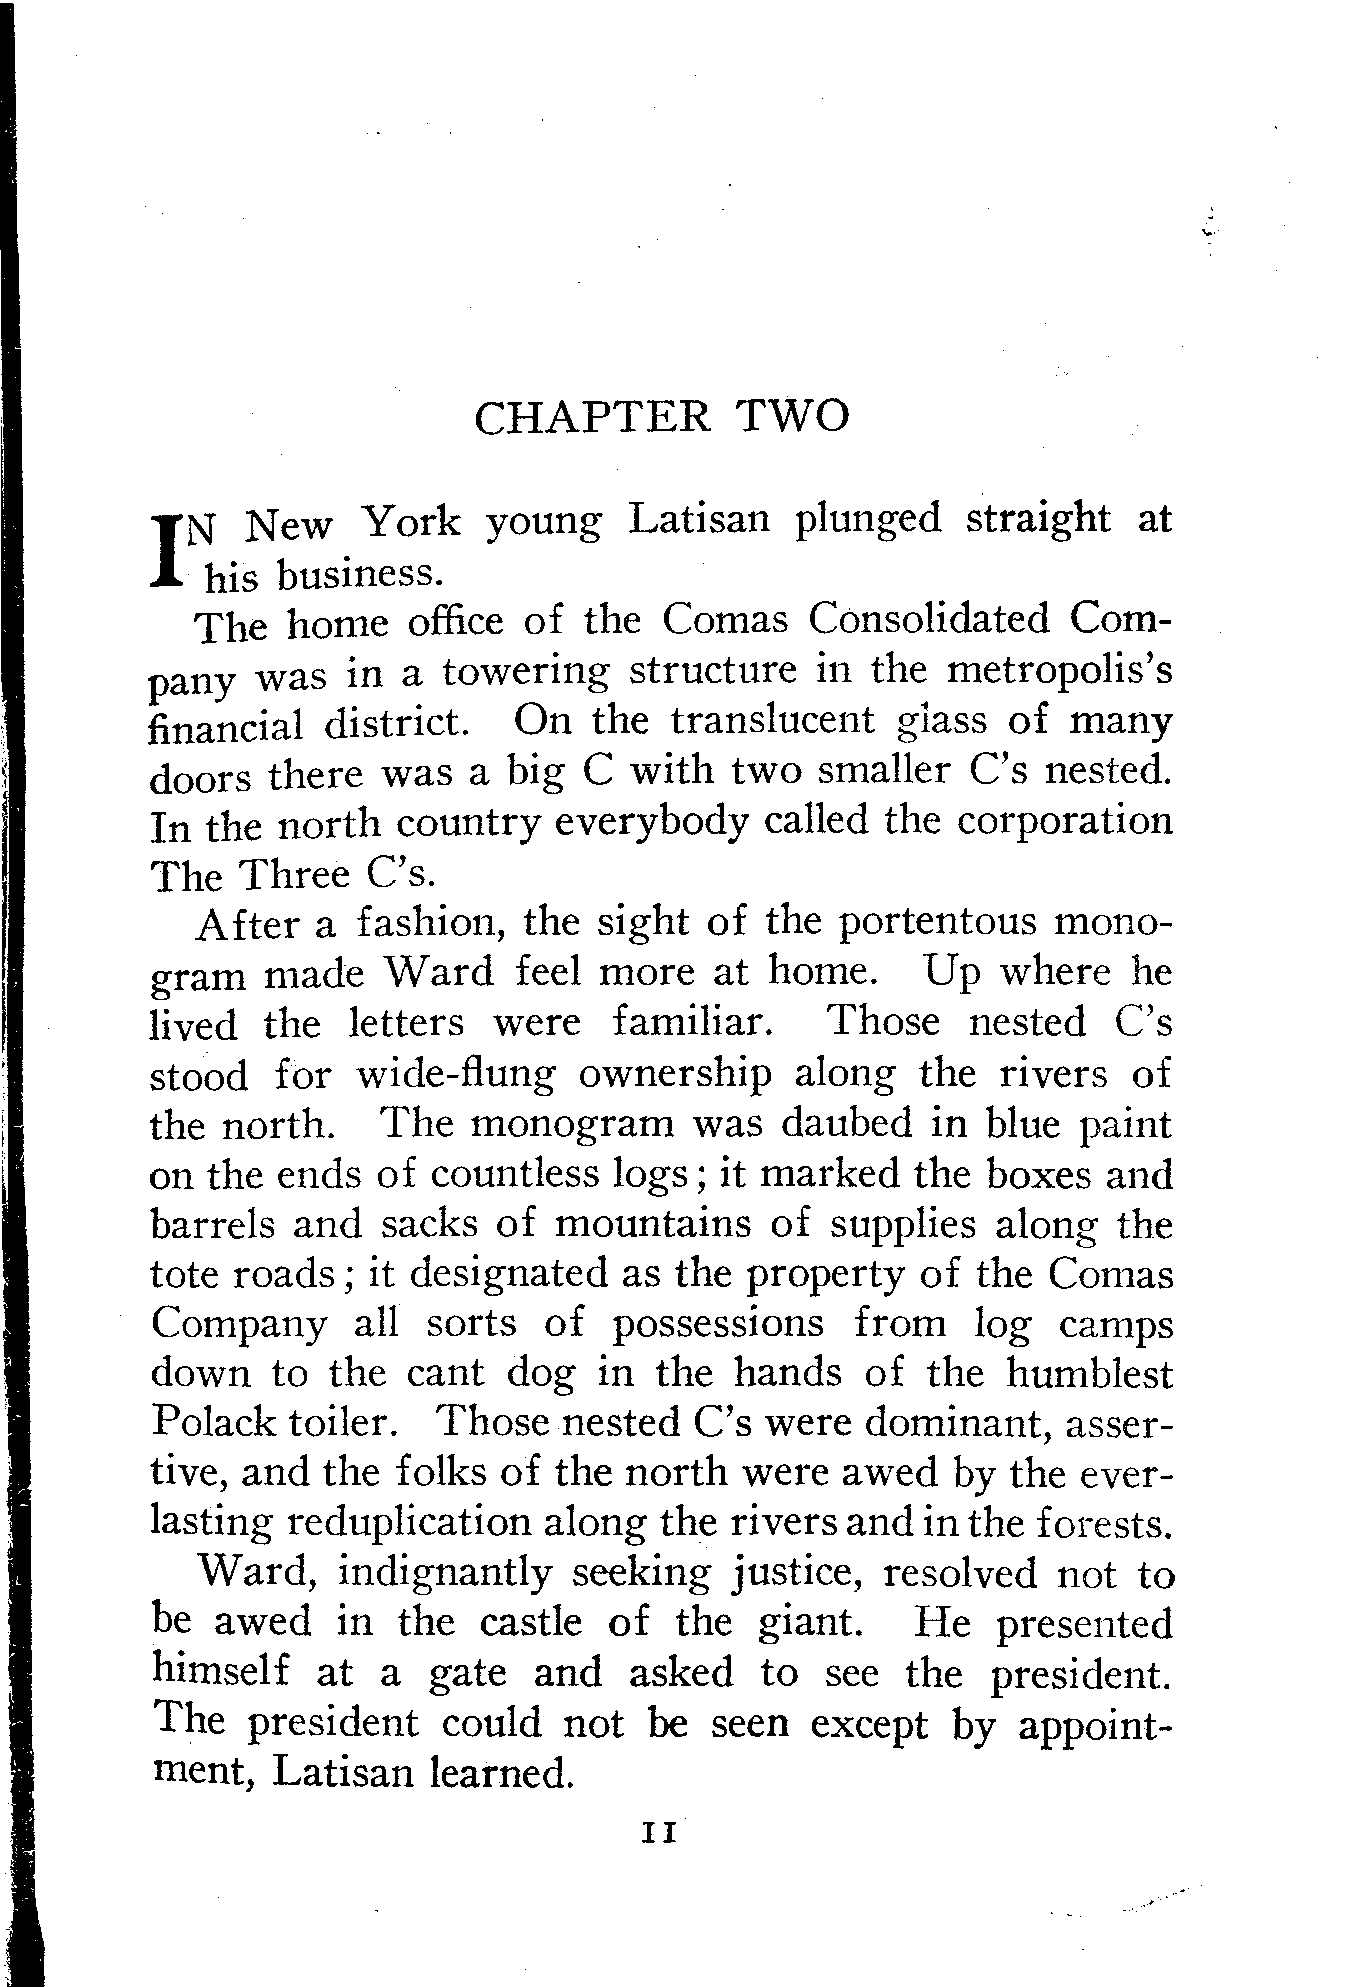 CHAPTER TWO
IN New York young Latisan plunged straight at
his business.
The home office of the Comas Consolidated Com-
pany was in a towering structure in the metropolis's
financial district. On the translucent glass of many
doors there was a big C with two smaller C's nested.
In the north country everybody called the corporation
The Three C's.
After a fashion, the sight of the portentous mono-
gram made Ward feel more at home. Up where he
lived the letters were familiar. Those nested C's
stood for wide-flung ownership along the rivers of
the north. The monogram was daubed in blue paint
on the ends of countless logs; it marked the boxes and
barrels and sacks of mountains of supplies along the
tote roads; it designated as the property of the Comas
Company all sorts of possessions from log camps
down to the cant dog in the hands of the humblest
Polack toiler. Those nested C's were dominant, asser-
tive, and the folks of the north were awed by the ever-
lasting reduplication along the rivers and in the forests.
Ward, indignantly seeking justice, resolved not to
be awed in the castle of the giant. He presented
himself at a gate and asked to see the president.
The president could not be seen except by appoint-
ment, Latisan learned.
11